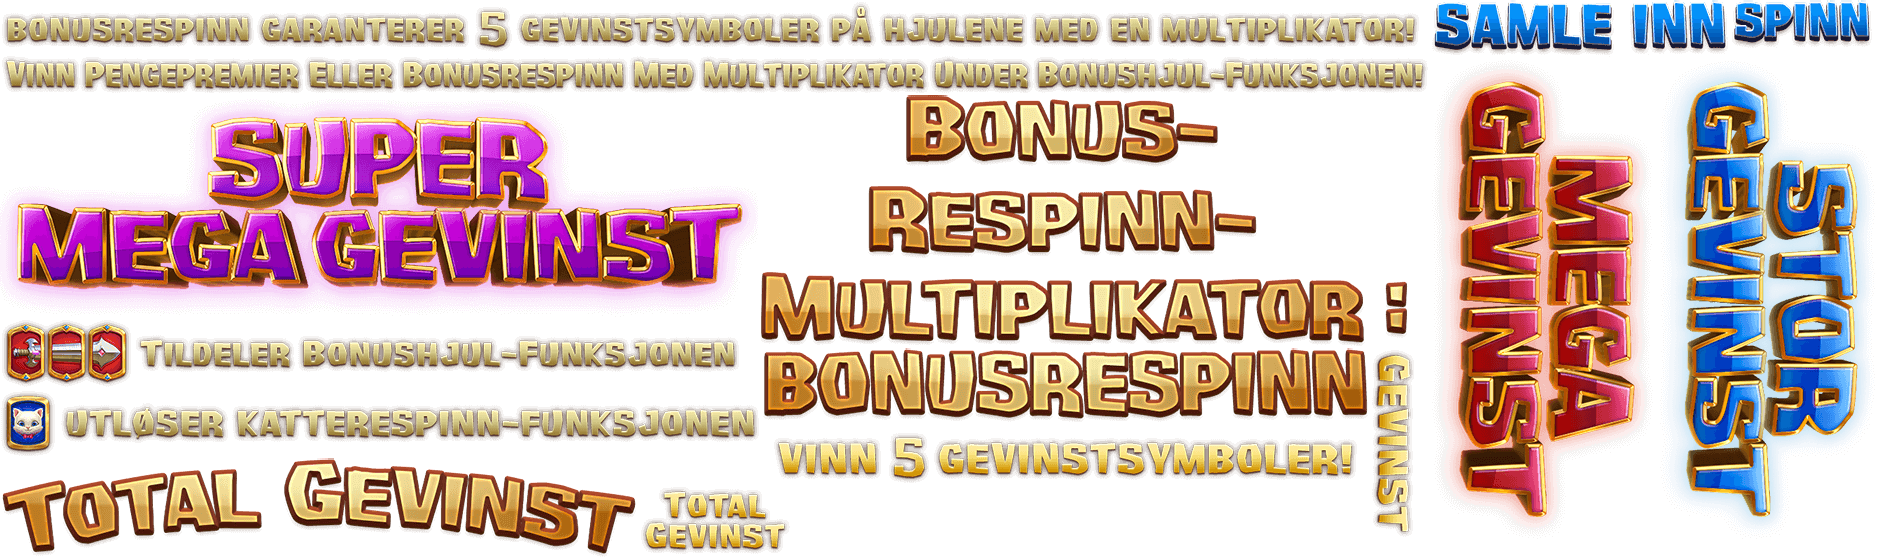 BONUSRESPINN GARANTERER 5 GEVINSTSYMBOLER PÅ HJULENE MED EN MULTIPLIKATOR!
VINN PENGEPREMIER ELLER BONUSRESPINN MED MULTIPLIKATOR UNDER BONUSHJUL-FUNKSJONEN!
SAMLE INN SPINN
SUPER
MEGA GEVINST
BONUS-
RESPINN-
MULTIPLIKATOR :
BONUSRESPINN
VINN 5 GEVINSTSYMBOLER!
TILDELER BONUSHJUL-FUNKSJONEN
UTLØSER KATTERESPINN-FUNKSJONEN
TOTAL GEVINST
TOTAL
GEVINST
GEVINST
MEGA
GEVINST
STOR
GEVINST